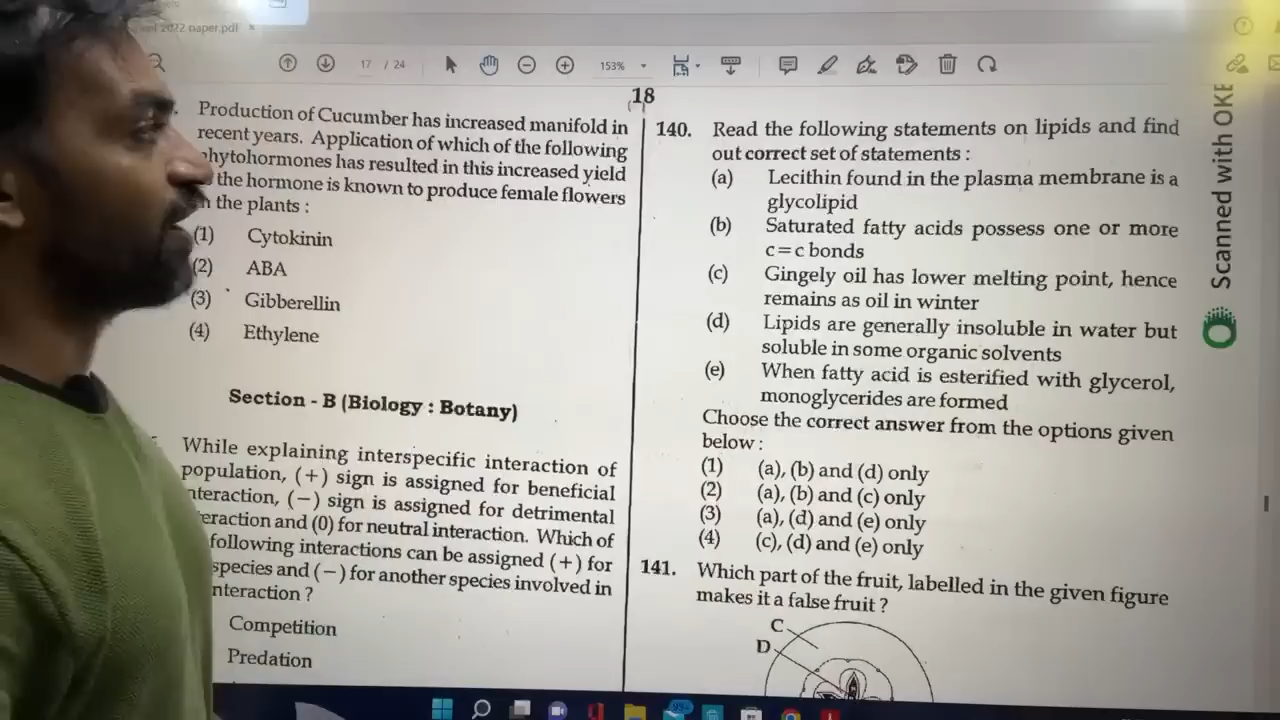 2022 paper.pdf ×
17 / 24
153%
18
Production of Cucumber has increased manifold in
recent years. Application of which of the following
phytohormones has resulted in this increased yield
the hormone is known to produce female flowers
the plants :
(1) Cytokinin
(2) ABA
(3) Gibberellin
(4) Ethylene
Section - B (Biology : Botany)
While explaining interspecific interaction of
population, (+) sign is assigned for beneficial
nteraction, (−) sign is assigned for detrimental
eraction and (0) for neutral interaction. Which of
following interactions can be assigned (+) for
species and (−) for another species involved in
nteraction ?
Competition
Predation
140. Read the following statements on lipids and find
out correct set of statements :
(a) Lecithin found in the plasma membrane is a
glycolipid
(b) Saturated fatty acids possess one or more
c=c bonds
(c) Gingely oil has lower melting point, hence
remains as oil in winter
(d) Lipids are generally insoluble in water but
soluble in some organic solvents
(e) When fatty acid is esterified with glycerol,
monoglycerides are formed
Choose the correct answer from the options given
below :
(1) (a), (b) and (d) only
(2) (a), (b) and (c) only
(3) (a), (d) and (e) only
(4) (c), (d) and (e) only
141. Which part of the fruit, labelled in the given figure
makes it a false fruit ?
C
D
Scanned with OKE
99+